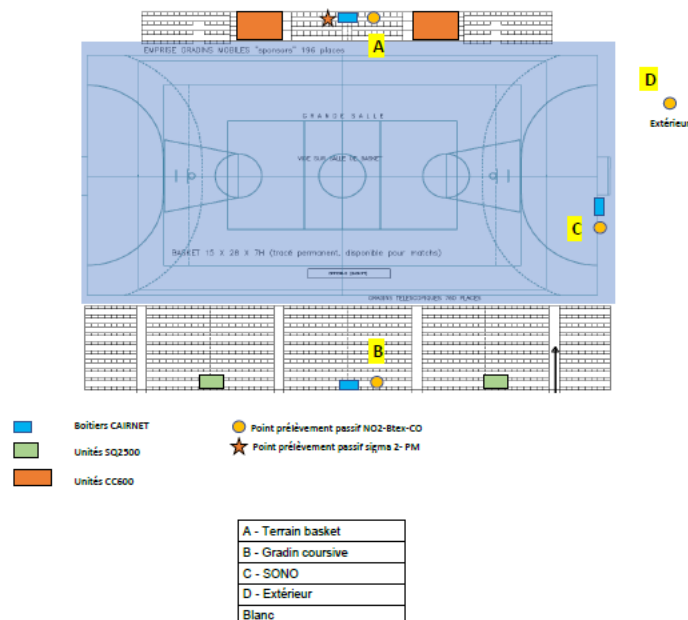 A
EMPRISE GRADINS MOBILES "sponsors" 196 places
D
Extérieur
GRANDE SALLE
C
BASKET 15 X 28 X 7H (tracé permanent, disponible pour matchs)
GRADINS TELESCOPIQUES 360 PLACES
B
Boitiers CAIRNET
Point prélèvement passif NO2-Btex-CO
Unités SQ2500
Point prélèvement passif sigma 2- PM
Unités CC600
A - Terrain basket
B - Gradin coursive
C - SONO
D - Extérieur
Blanc